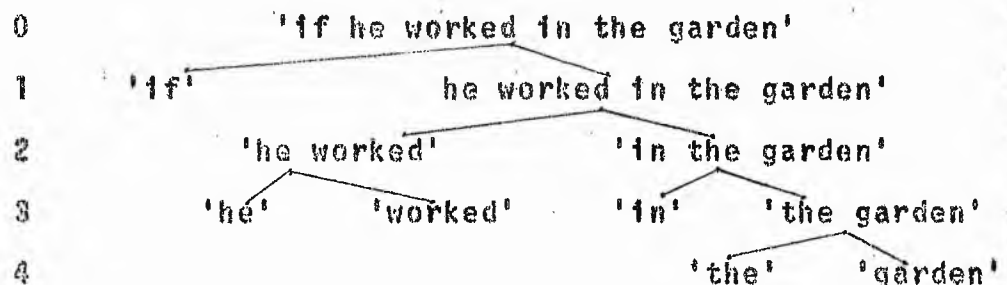 0 'if he worked in the garden'
1 'if' he worked in the garden'
2 'he worked' 'in the garden'
3 'he' 'worked' 'in' 'the garden'
4 'the' 'garden'